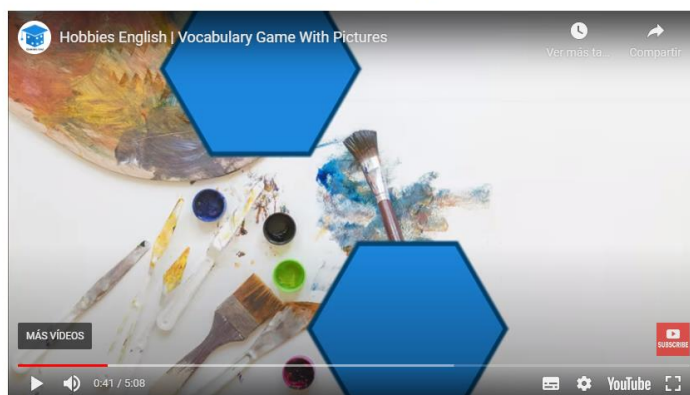 Hobbies English | Vocabulary Game With Pictures
Ver más ta...
Compartir
MÁS VÍDEOS
SUBSCRIBE
0:41 / 5:08
YouTube